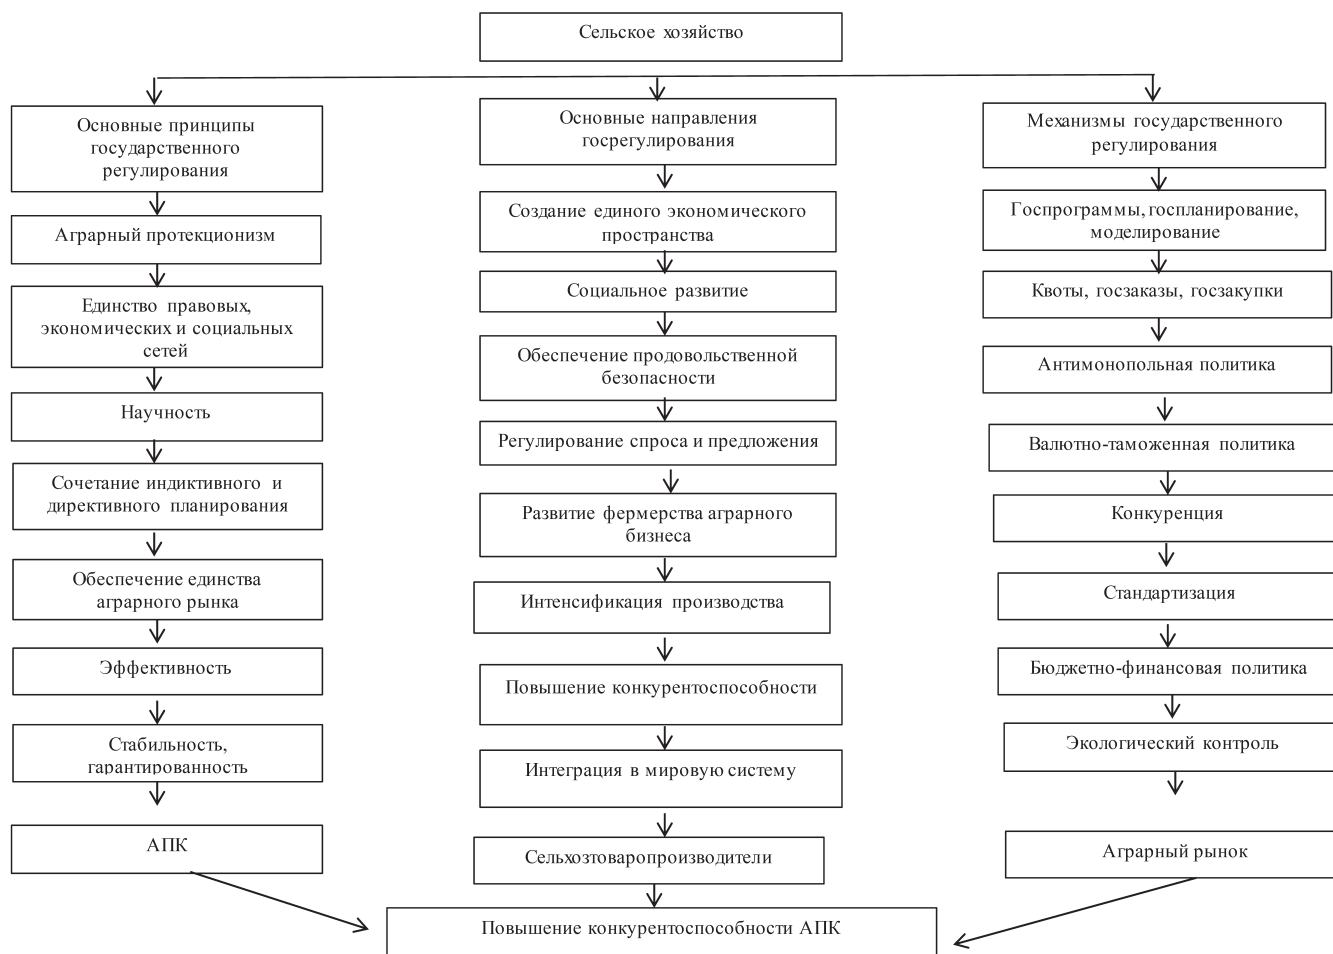 Сельское хозяйство
Основные принципы
государственного
регулирования
Аграрный протекционизм
Единство правовых,
экономических и социальных
сетей
Научность
Сочетание индиктивного и
директивного планирования
Обеспечение единства
аграрного рынка
Эффективность
Стабильность,
гарантированность
АПК
Основные направления
госрегулирования
Создание единого экономического
пространства
Социальное развитие
Обеспечение продовольственной
безопасности
Регулирование спроса и предложения
Развитие фермерства аграрного
бизнеса
Интенсификация производства
Повышение конкурентоспособности
Интеграция в мировую систему
Сельхозтоваропроизводители
Механизмы государственного
регулирования
Госпрограммы, госпланирование,
моделирование
Квоты, госзаказы, госзакупки
Антимонопольная политика
Валютно-таможенная политика
Конкуренция
Стандартизация
Бюджетно-финансовая политика
Экологический контроль
Аграрный рынок
Повышение конкурентоспособности АПК